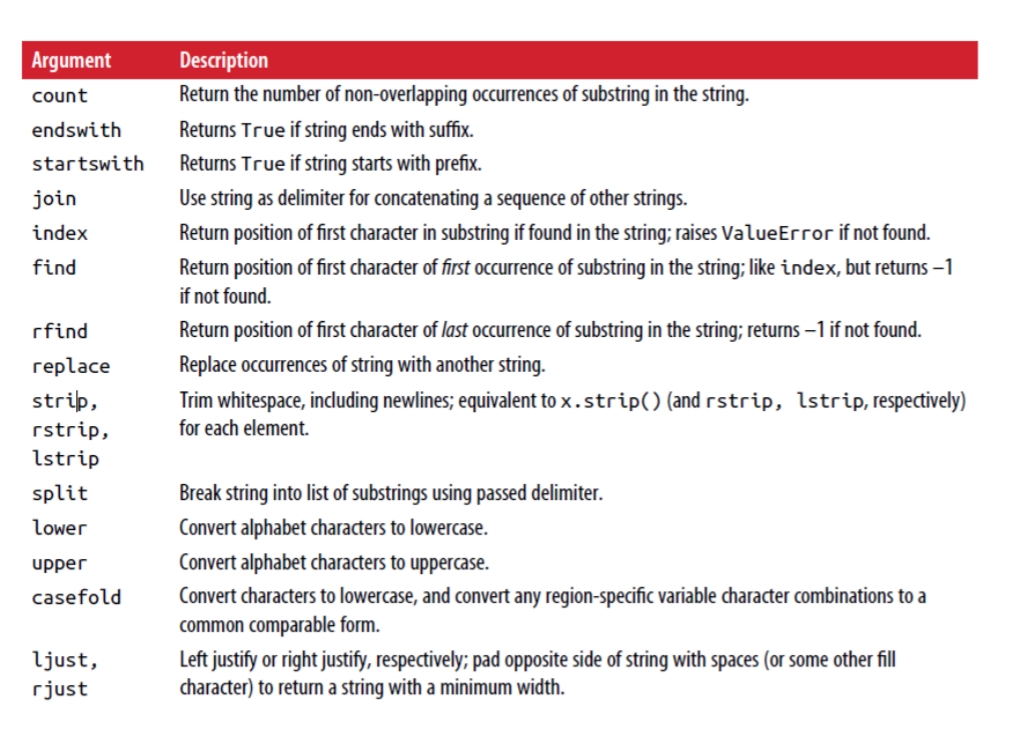 Argument Description
count Return the number of non-overlapping occurrences of substring in the string.
endswith Returns True if string ends with suffix.
startswith Returns True if string starts with prefix.
join Use string as delimiter for concatenating a sequence of other strings.
index Return position of first character in substring if found in the string; raises ValueError if not found.
find Return position of first character of first occurrence of substring in the string; like index, but returns –1
if not found.
rfind Return position of first character of last occurrence of substring in the string; returns –1 if not found.
replace Replace occurrences of string with another string.
strip, Trim whitespace, including newlines; equivalent to x.strip() (and rstrip, lstrip, respectively)
rstrip, for each element.
lstrip
split Break string into list of substrings using passed delimiter.
lower Convert alphabet characters to lowercase.
upper Convert alphabet characters to uppercase.
casefold Convert characters to lowercase, and convert any region-specific variable character combinations to a
common comparable form.
ljust, Left justify or right justify, respectively; pad opposite side of string with spaces (or some other fill
rjust character) to return a string with a minimum width.